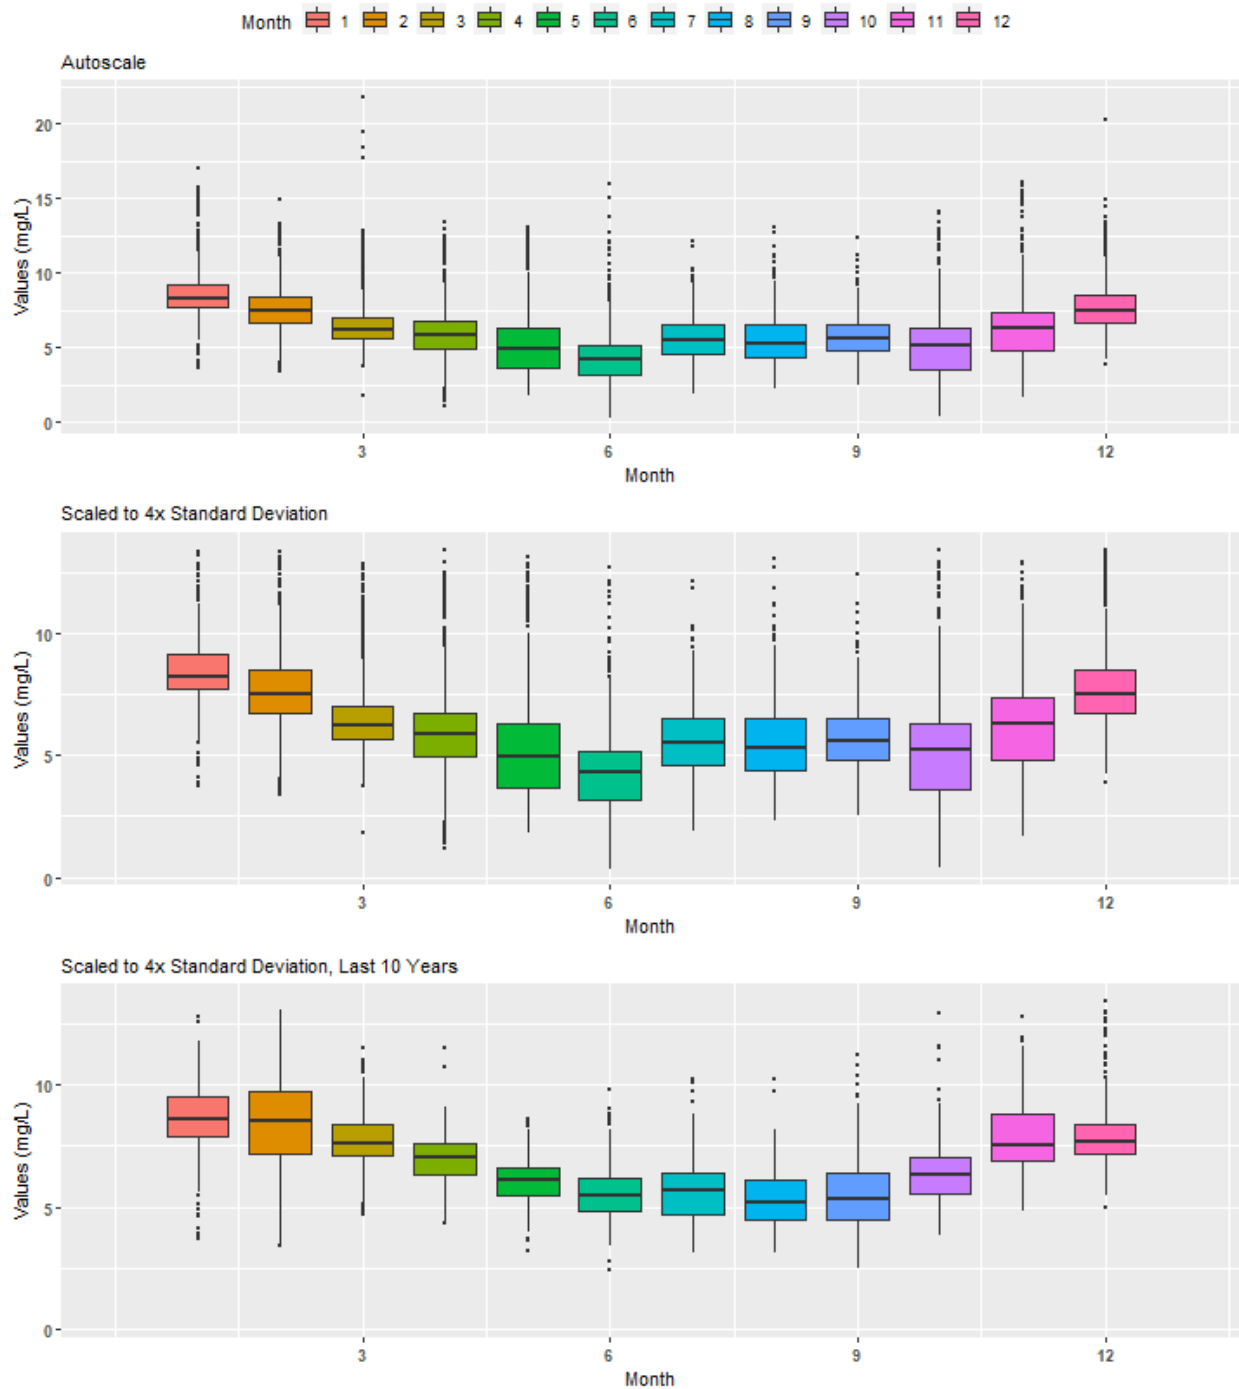 Month 1 2 3 4 5 6 7 8 9 10 11 12
Autoscale
Values (mg/L)
20
15
10
5
0
3 6 9 12
Month
Scaled to 4x Standard Deviation
Values (mg/L)
10
5
0
3 6 9 12
Month
Scaled to 4x Standard Deviation, Last 10 Years
Values (mg/L)
10
5
0
3 6 9 12
Month